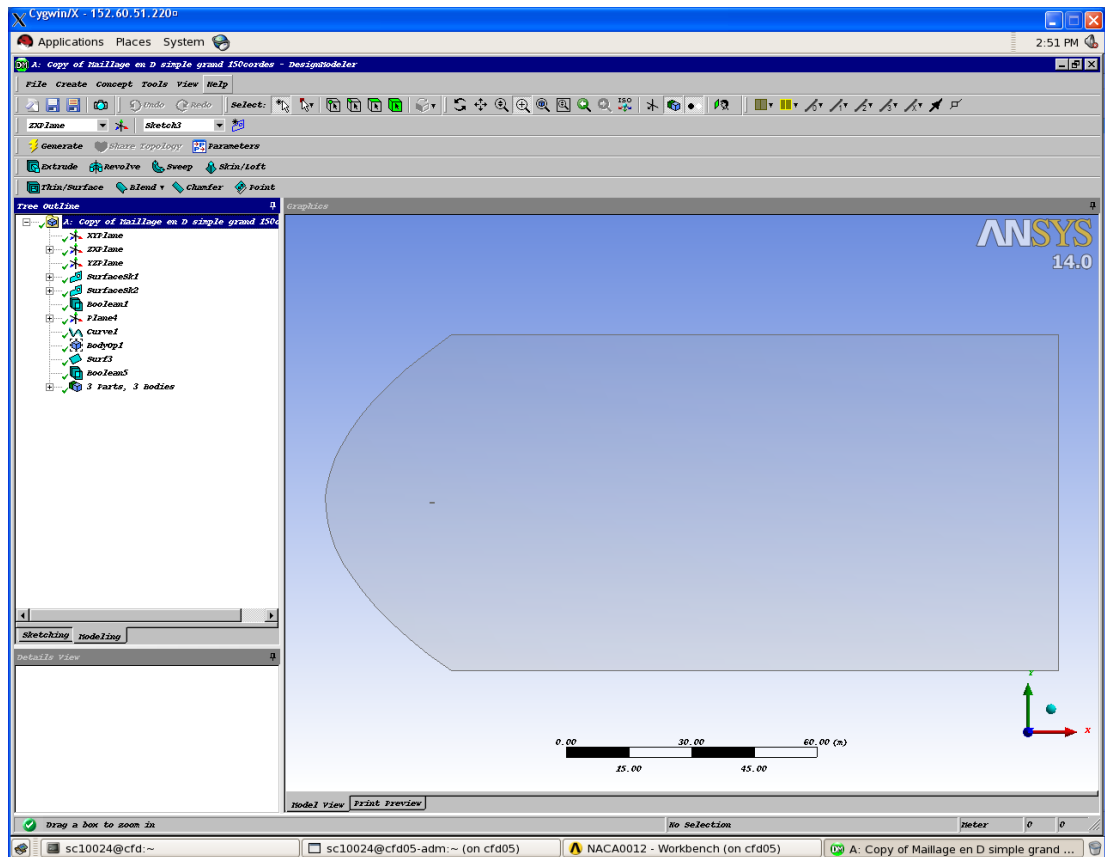 Cygwin/X - 152.60.51.220¤
Applications Places System 2:51 PM
DM A: Copy of Maillage en D simple grand 150cordes - DesignModeler
File Create Concept Tools View Help
Undo Redo Select: ISO
ZXPlane Sketch3
Generate Share Topology Parameters
Extrude Revolve Sweep Skin/Loft
Thin/Surface Blend Chamfer Point
Tree Outline
A: Copy of Maillage en D simple grand 150c
XYPlane
ZXPlane
YZPlane
SurfaceSk1
SurfaceSk2
Boolean1
Plane4
Curve1
BodyOp1
Surf3
Boolean5
3 Parts, 3 Bodies
Sketching Modeling
Details View
Graphics
ANSYS
14.0
Y
X
0.00 30.00 60.00 (m)
15.00 45.00
Model View Print Preview
Drag a box to zoom in No Selection Meter 0 0
sc10024@cfd:~ sc10024@cfd05-adm:~ (on cfd05) NACA0012 - Workbench (on cfd05) A: Copy of Maillage en D simple grand ...